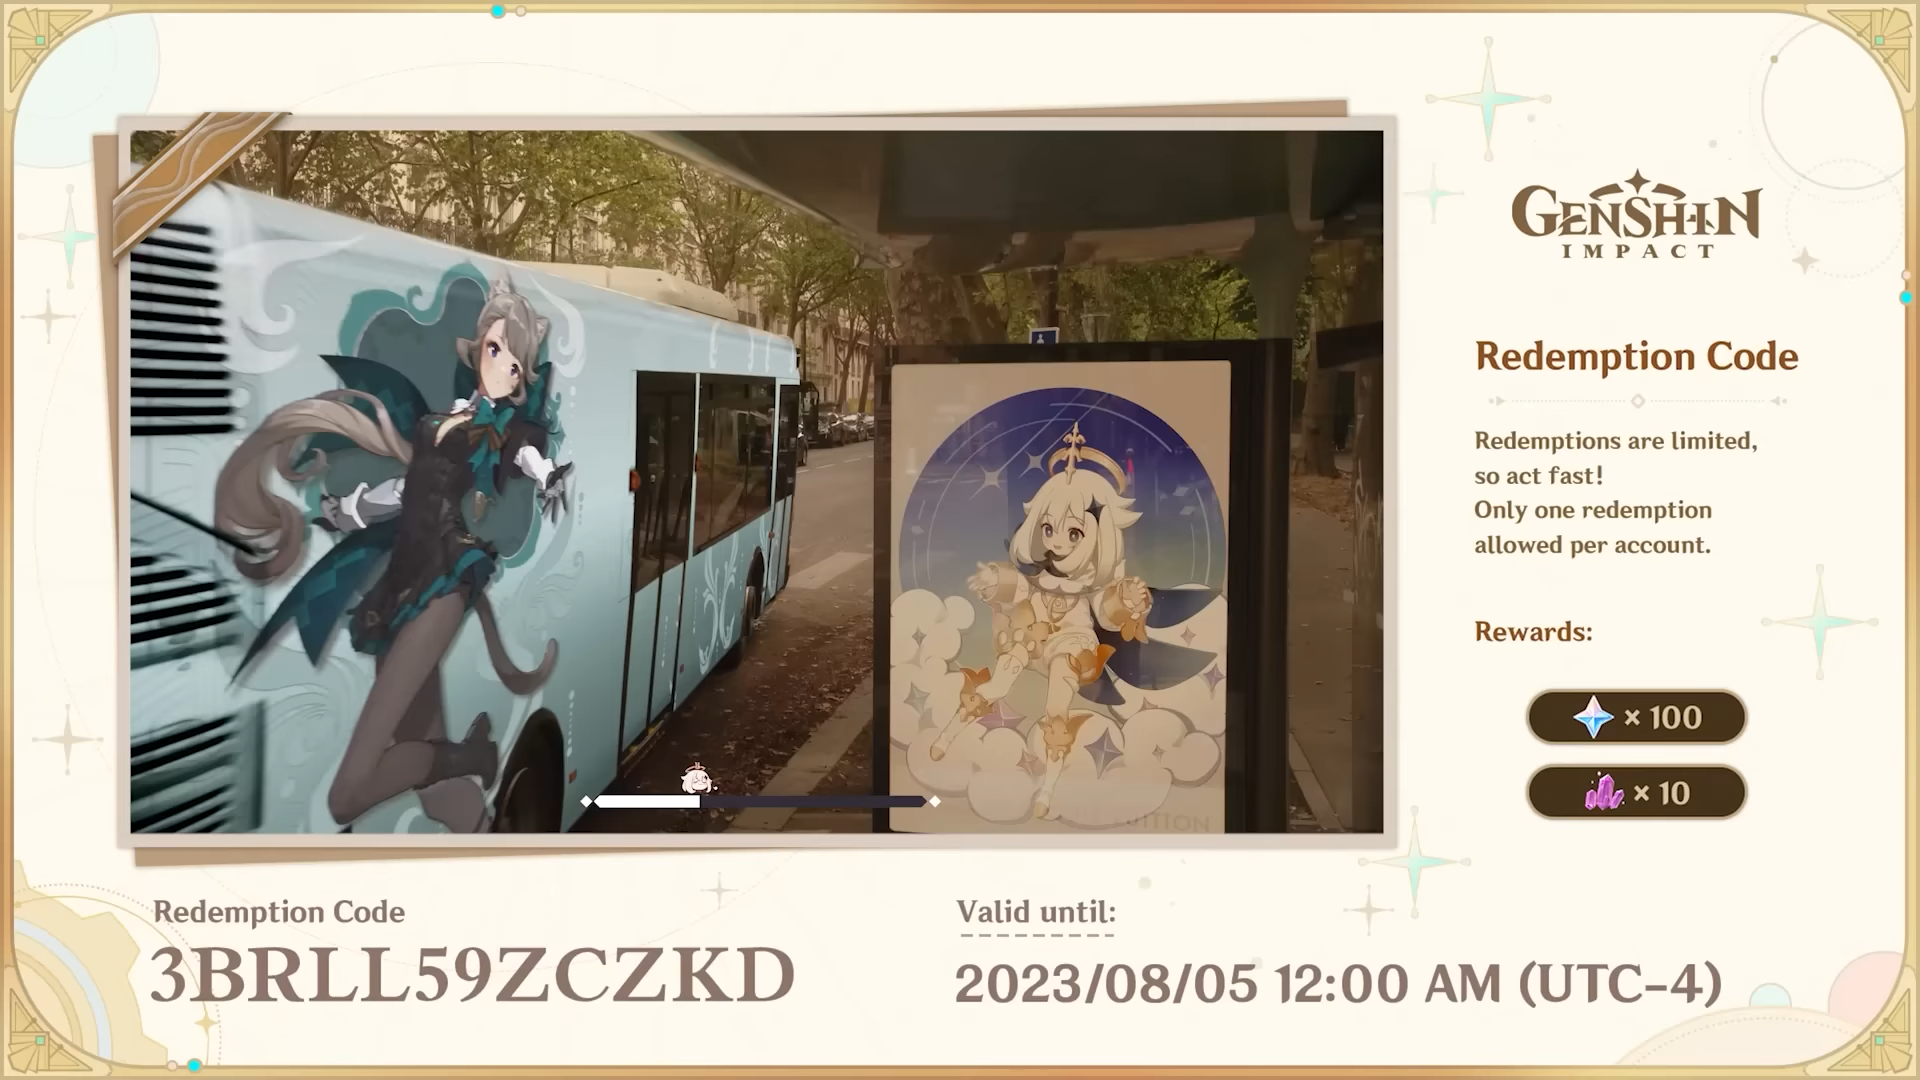 GENSHIN
IMPACT
Redemption Code
Redemptions are limited,
so act fast!
Only one redemption
allowed per account.
Rewards:
× 100
× 10
Redemption Code
3BRLL59ZCZKD
Valid until:
2023/08/05 12:00 AM (UTC-4)